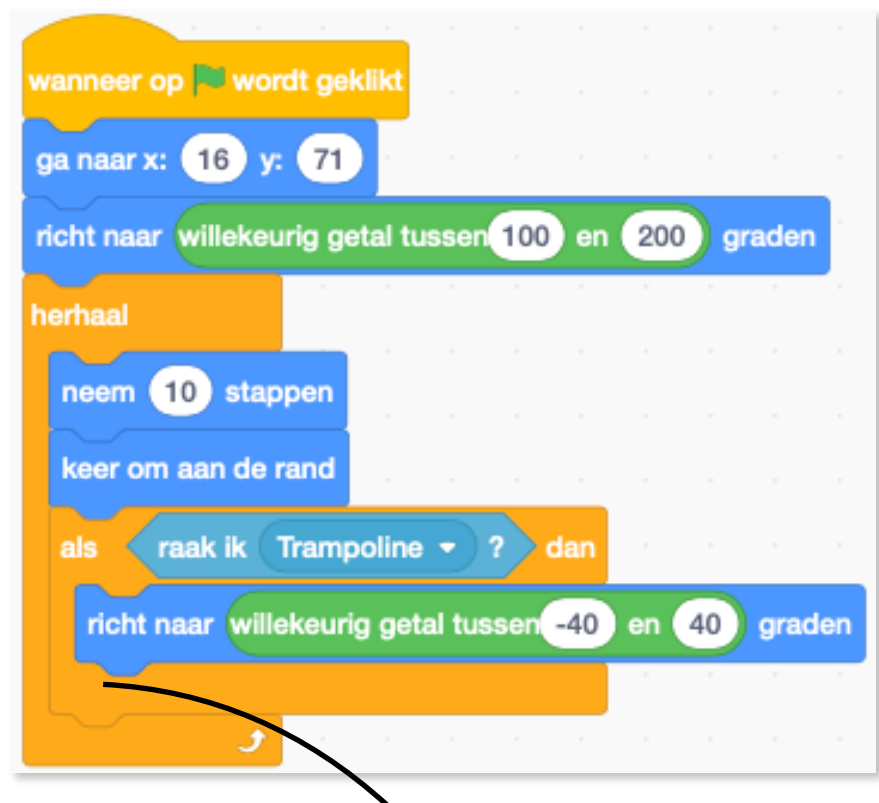 wanneer op wordt geklikt
ga naar x: 16 y: 71
richt naar willekeurig getal tussen 100 en 200 graden
herhaal
neem 10 stappen
keer om aan de rand
als raak ik Trampoline ? dan
richt naar willekeurig getal tussen -40 en 40 graden